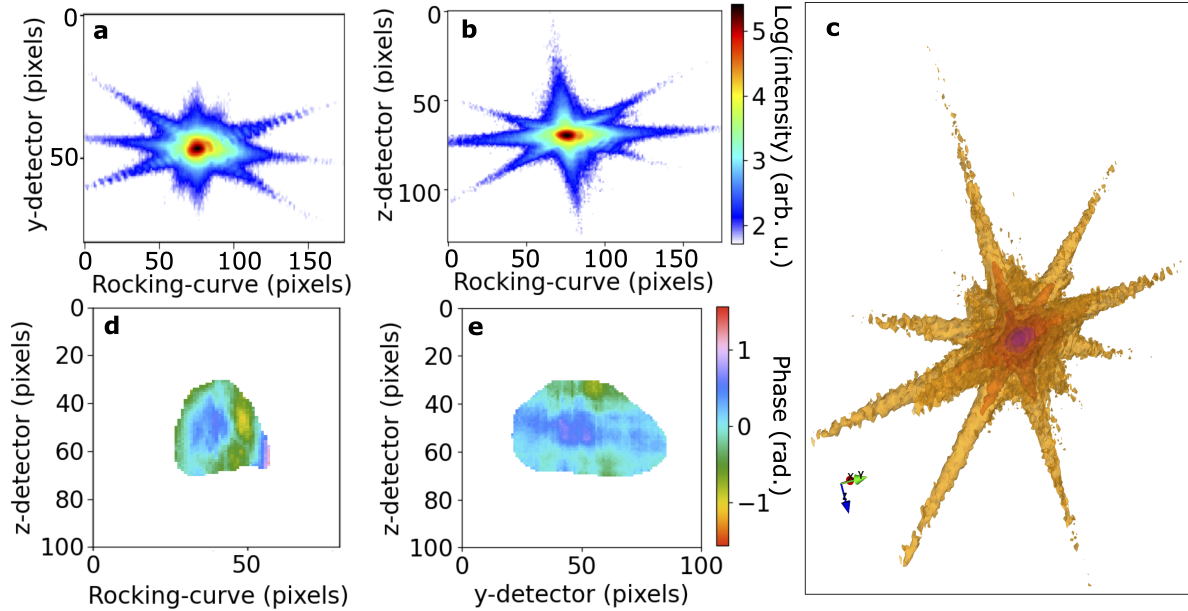 a
0
50
y-detector (pixels)
0
50
100
150
Rocking-curve (pixels)
b
0
50
100
z-detector (pixels)
0
50
100
150
Rocking-curve (pixels)
5
4
3
2
Log(intensity) (arb. u.)
c
X
Y
Z
d
0
20
40
60
80
100
z-detector (pixels)
0
50
Rocking-curve (pixels)
e
0
20
40
60
80
100
z-detector (pixels)
0
50
100
y-detector (pixels)
1
0
−1
Phase (rad.)